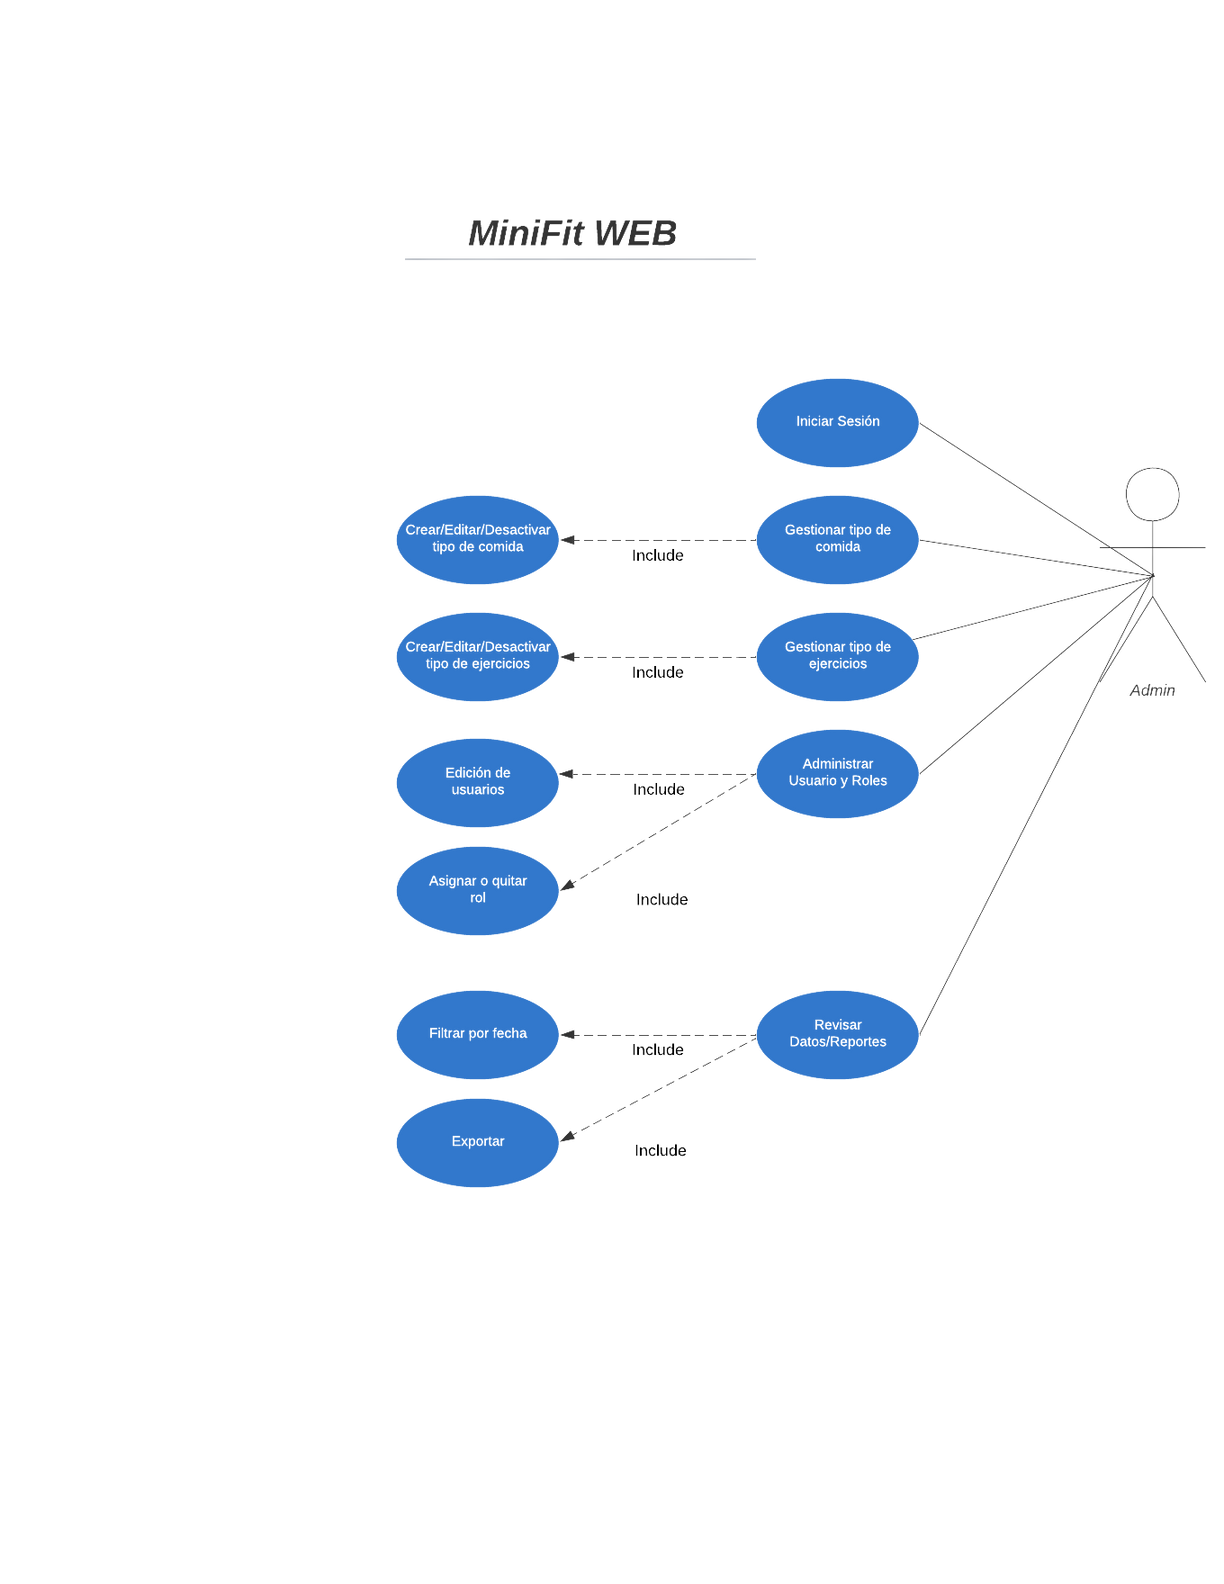 MiniFit WEB
Iniciar Sesión
Crear/Editar/Desactivar
tipo de comida
Include
Gestionar tipo de
comida
Crear/Editar/Desactivar
tipo de ejercicios
Include
Gestionar tipo de
ejercicios
Admin
Edición de
usuarios
Include
Administrar
Usuario y Roles
Asignar o quitar
rol
Include
Filtrar por fecha
Include
Revisar
Datos/Reportes
Exportar
Include